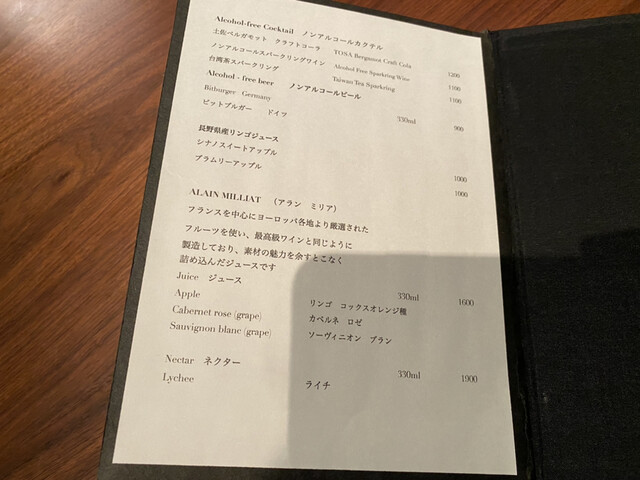 Alcohol-free Cocktail ノンアルコールカクテル
土佐ベルガモット クラフトコーラ TOSA Bergamot Craft Cola 1200
ノンアルコールスパークリングワイン Alcohol Free Sparkring Wine 1100
台湾茶スパークリング Taiwan Tea Sparkring 1100
Alcohol - free beer ノンアルコールビール
Bitburger Germany 330ml 900
ビットブルガー ドイツ
長野県産リンゴジュース
シナノスイートアップル 1000
ブラムリーアップル 1000
ALAIN MILLIAT （アラン ミリア）
フランスを中心にヨーロッパ各地より厳選された
フルーツを使い、最高級ワインと同じように
製造しており、素材の魅力を余すとこなく
詰め込んだジュースです
Juice ジュース 330ml 1600
Apple リンゴ コックスオレンジ種
Cabernet rose (grape) カベルネ ロゼ
Sauvignon blanc (grape) ソーヴィニオン ブラン
Nectar ネクター 330ml 1900
Lychee ライチ